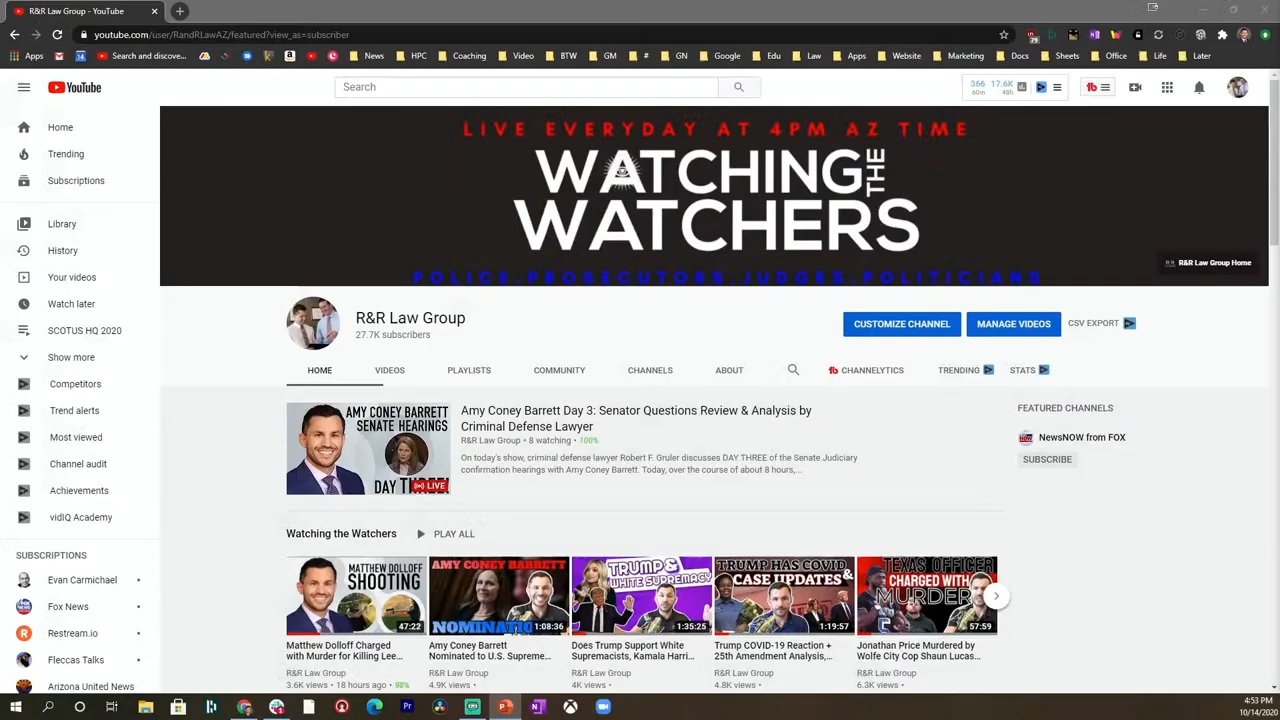 R&R Law Group - YouTube
youtube.com/user/RandRLawAZ/featured?view_as=subscriber
Apps
Search and discove...
BTW
News
HPC
Coaching
Video
BTW
GM
#
GN
Google
Edu
Law
Apps
Website
Marketing
Docs
Sheets
Office
Life
Later
YouTube
Search
366 17.6K
60m 48h
Home
Trending
Subscriptions
Library
History
Your videos
Watch later
SCOTUS HQ 2020
Show more
Competitors
Trend alerts
Most viewed
Channel audit
Achievements
vidIQ Academy
SUBSCRIPTIONS
Evan Carmichael
Fox News
Restream.io
Fleccas Talks
Arizona United News
LIVE EVERYDAY AT 4PM AZ TIME
WATCHING THE
WATCHERS
POLICE.PROSECUTORS.JUDGES.POLITICIANS
R&R Law Group Home
R&R Law Group
27.7K subscribers
CUSTOMIZE CHANNEL
MANAGE VIDEOS
CSV EXPORT
HOME
VIDEOS
PLAYLISTS
COMMUNITY
CHANNELS
ABOUT
CHANNELYTICS
TRENDING
STATS
AMY CONEY BARRETT
SENATE HEARINGS
DAY THREE!
LIVE
Amy Coney Barrett Day 3: Senator Questions Review & Analysis by
Criminal Defense Lawyer
R&R Law Group • 8 watching • 100%
On today's show, criminal defense lawyer Robert F. Gruler discusses DAY THREE of the Senate Judiciary
confirmation hearings with Amy Coney Barrett. Today, over the course of about 8 hours,...
FEATURED CHANNELS
NewsNOW from FOX
SUBSCRIBE
Watching the Watchers
PLAY ALL
MATTHEW DOLLOFF
SHOOTING
47:22
Matthew Dolloff Charged
with Murder for Killing Lee...
R&R Law Group
3.6K views • 18 hours ago • 98%
AMY CONEY BARRETT
NOMINATIO
1:08:36
Amy Coney Barrett
Nominated to U.S. Supreme...
R&R Law Group
4.9K views •
TRUMP &
WHITE SUPREMACY
1:35:25
Does Trump Support White
Supremacists, Kamala Harri...
R&R Law Group
4K views •
TRUMP HAS COVID
CASE UPDATES &
1:19:57
Trump COVID-19 Reaction +
25th Amendment Analysis,...
R&R Law Group
4.8K views •
TEXAS OFFICER
CHARGED WITH
MURDER
57:59
Jonathan Price Murdered by
Wolfe City Cop Shaun Lucas...
R&R Law Group
6.3K views •
4:53 PM
10/14/2020